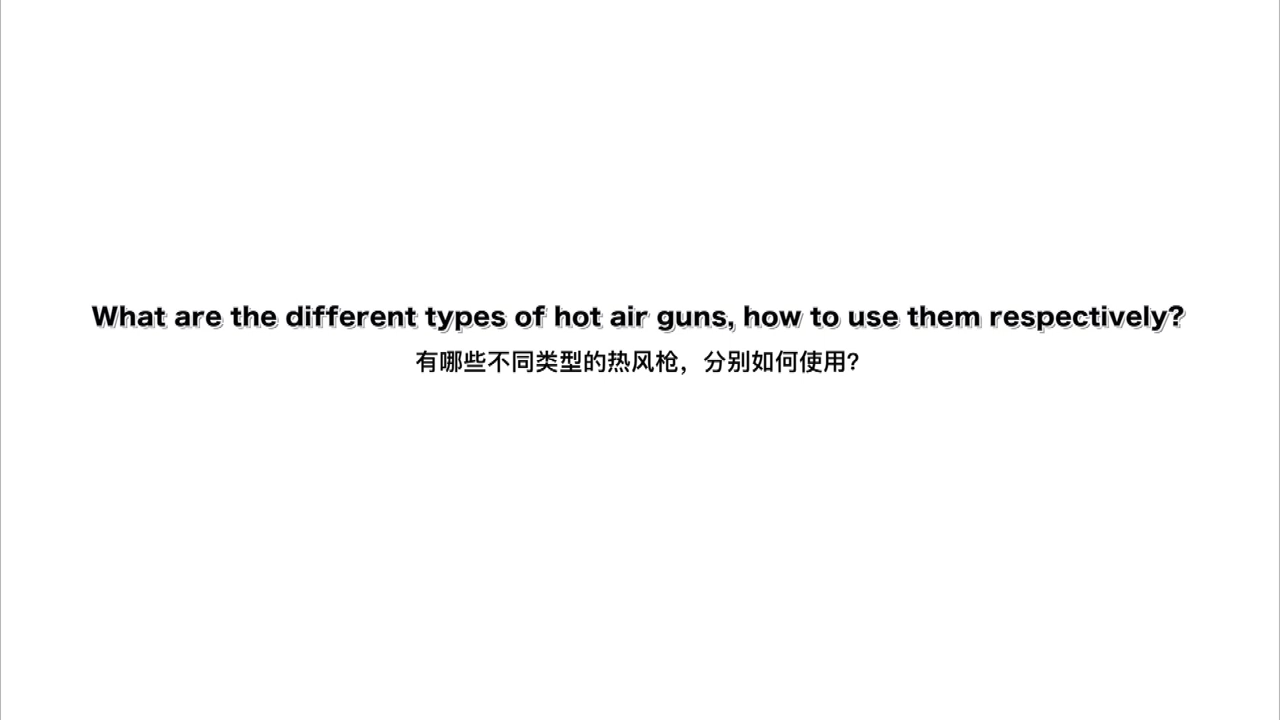 What are the different types of hot air guns, how to use them respectively?
有哪些不同类型的热风枪，分别如何使用？